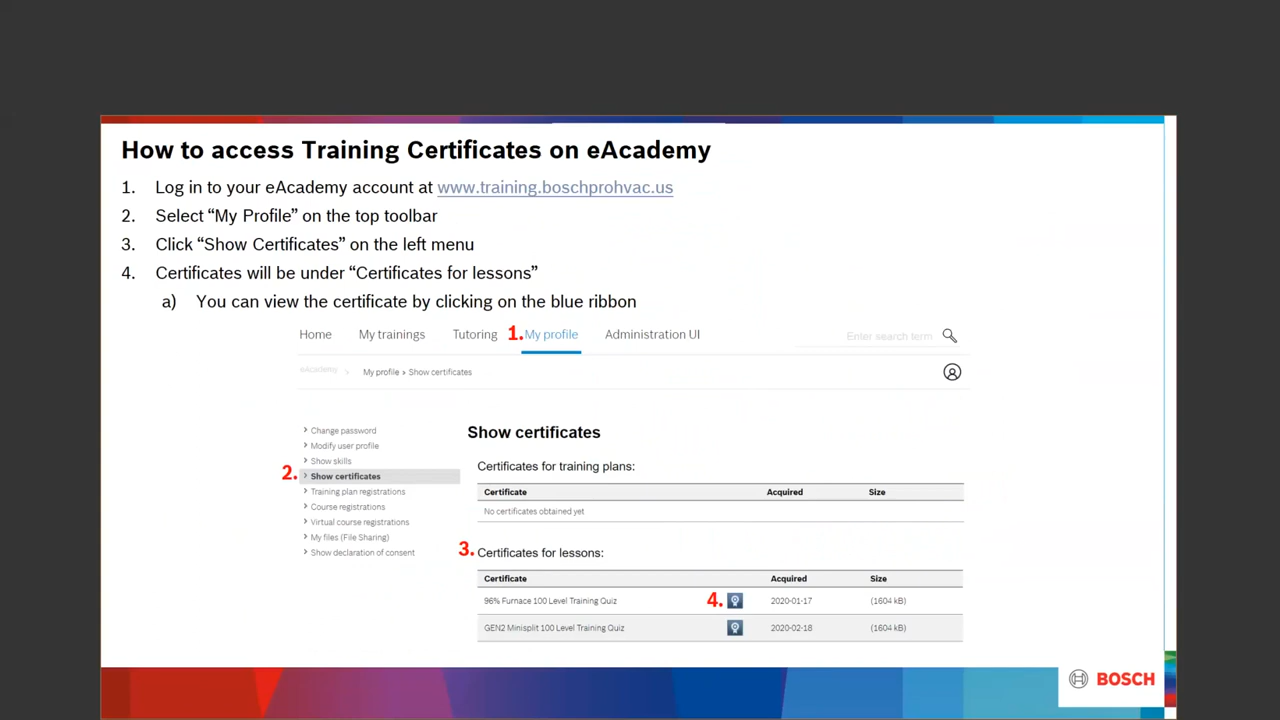 How to access Training Certificates on eAcademy
1. Log in to your eAcademy account at www.training.boschprohvac.us
2. Select “My Profile” on the top toolbar
3. Click “Show Certificates” on the left menu
4. Certificates will be under “Certificates for lessons”
a) You can view the certificate by clicking on the blue ribbon
Home My trainings Tutoring 1. My profile Administration UI Enter search term
eAcademy > My profile > Show certificates
> Change password
> Modify user profile
> Show skills
2. > Show certificates
> Training plan registrations
> Course registrations
> Virtual course registrations
> My files (File Sharing)
> Show declaration of consent
Show certificates
Certificates for training plans:
Certificate Acquired Size
No certificates obtained yet
3. Certificates for lessons:
Certificate Acquired Size
96% Furnace 100 Level Training Quiz 4. 2020-01-17 (1604 kB)
GEN2 Minisplit 100 Level Training Quiz 2020-02-18 (1604 kB)
BOSCH